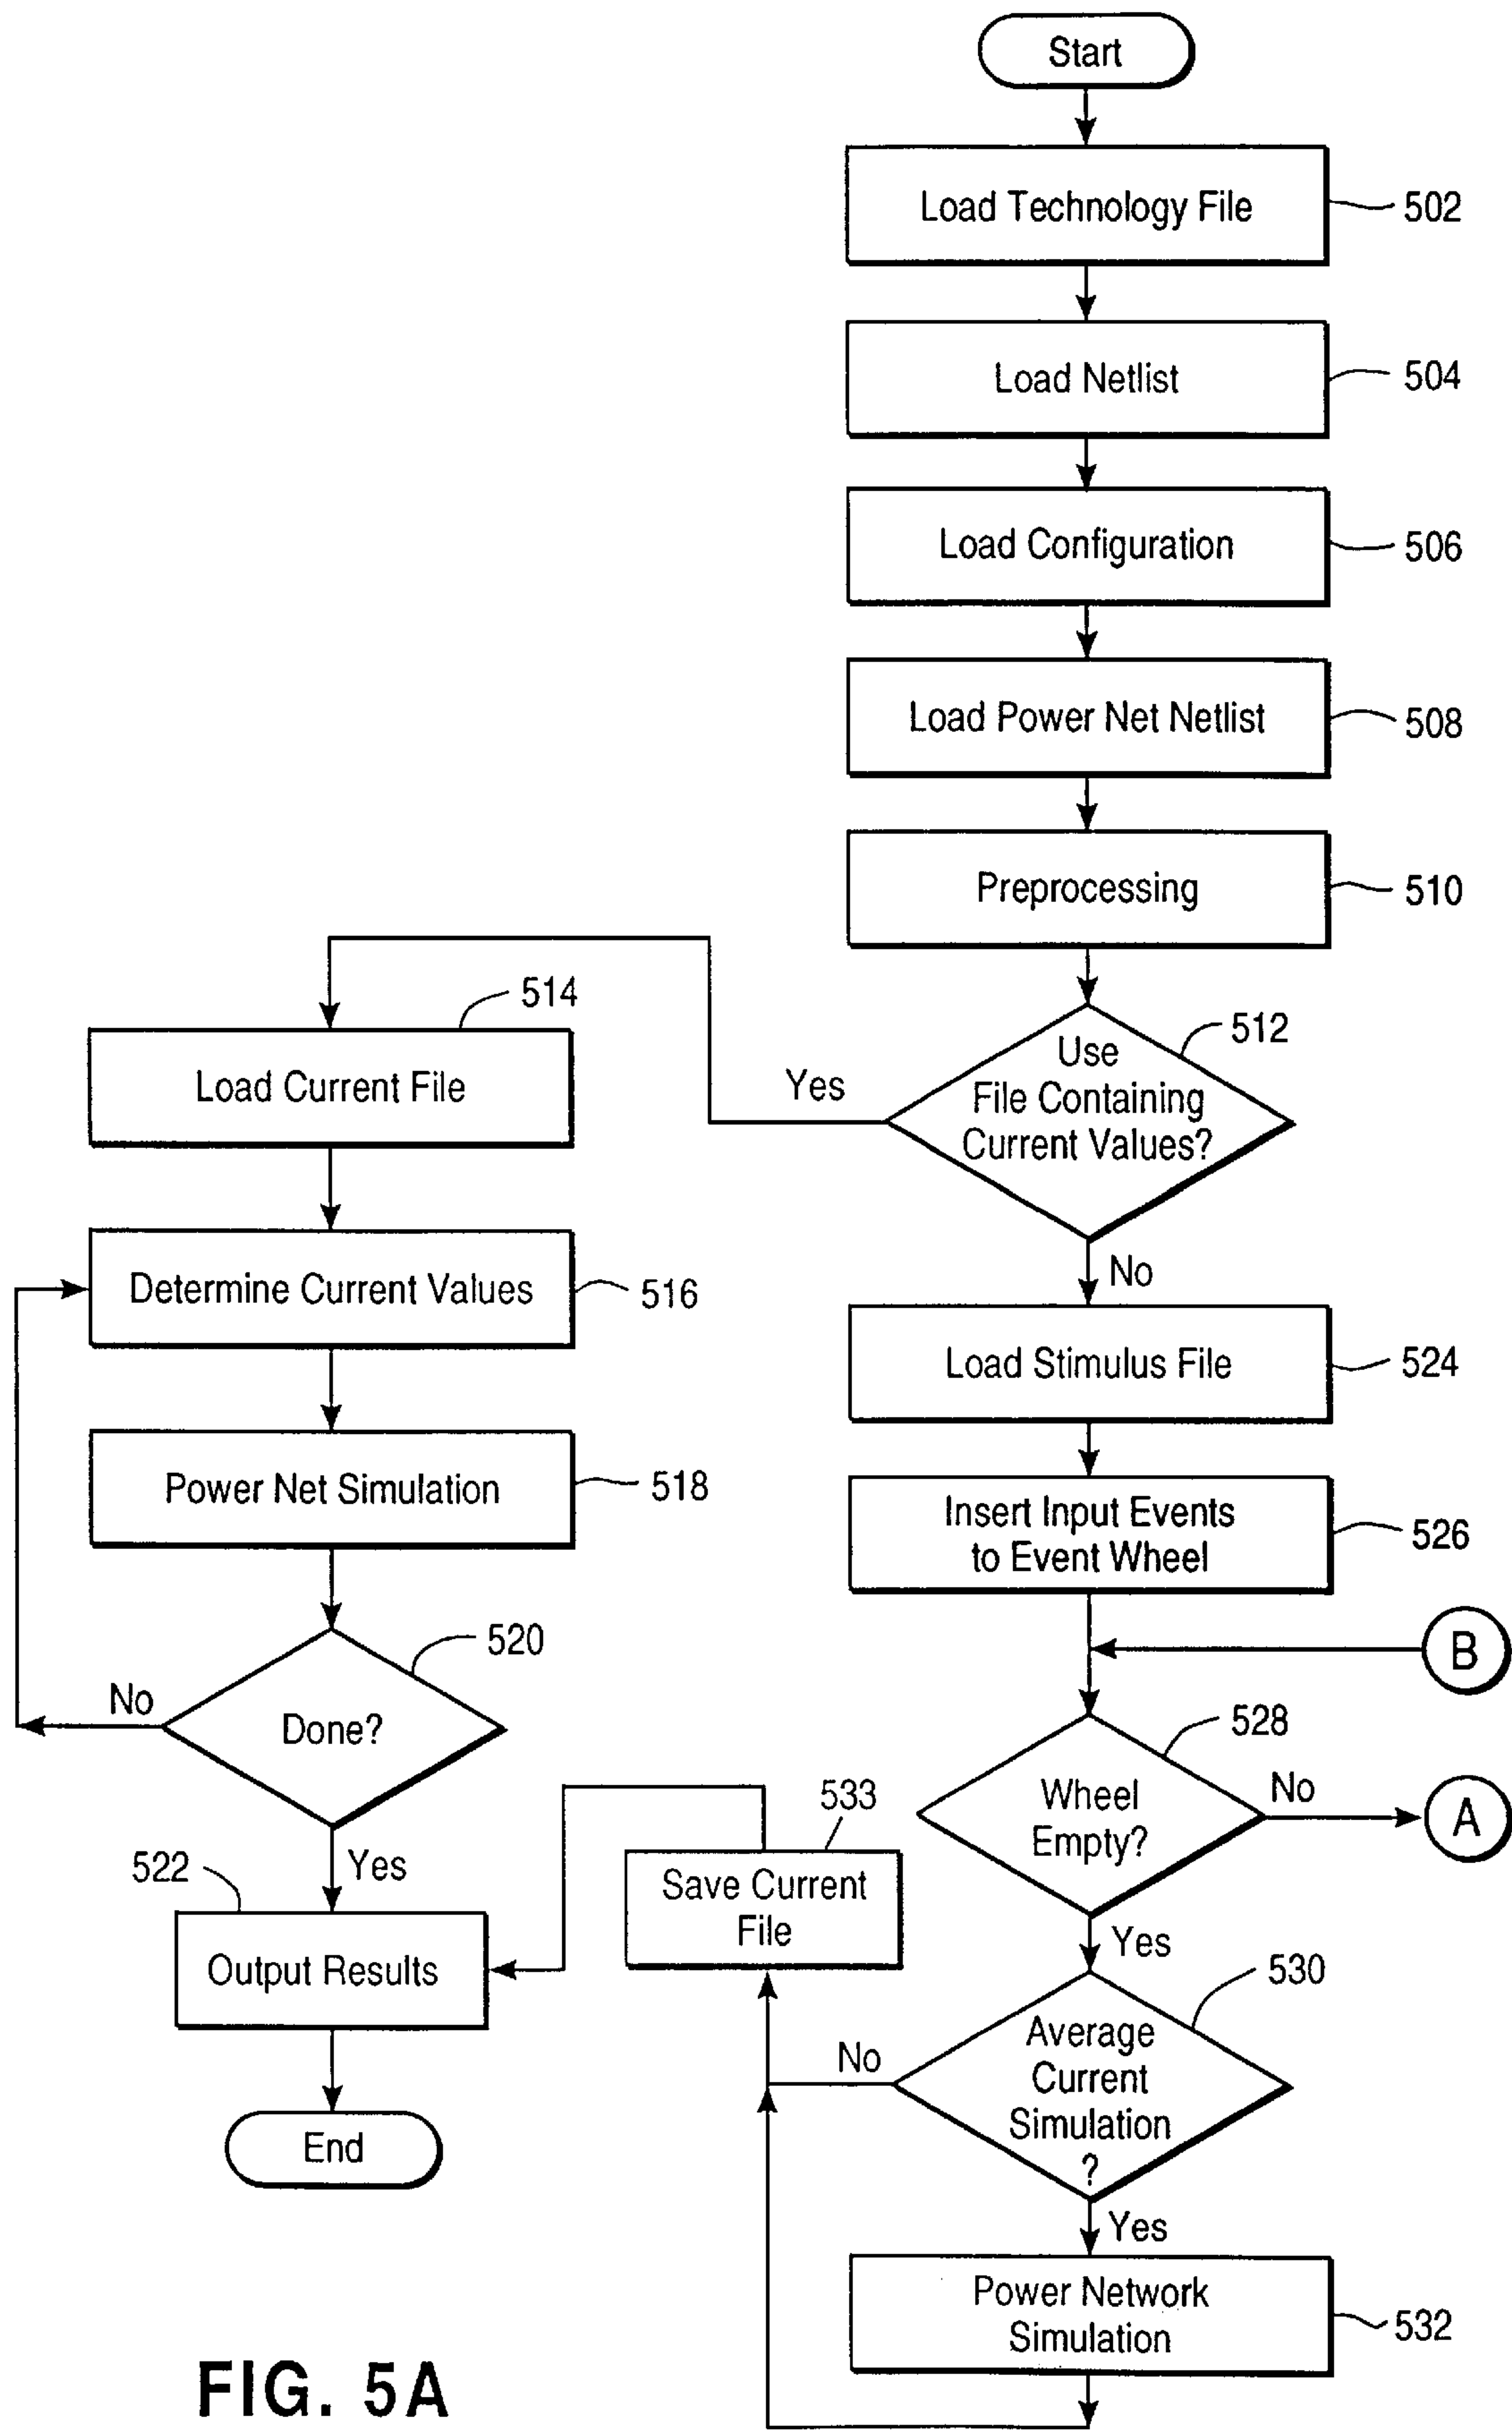 Start
Load Technology File
502
Load Netlist
504
Load Configuration
506
Load Power Net Netlist
508
Preprocessing
510
512
Use
File Containing
Current Values?
Yes
No
514
Load Current File
Determine Current Values
516
Power Net Simulation
518
520
Done?
No
Yes
522
Output Results
End
Load Stimulus File
524
Insert Input Events
to Event Wheel
526
B
528
Wheel
Empty?
No
A
Yes
533
Save Current
File
530
Average
Current
Simulation
?
No
Yes
Power Network
Simulation
532
FIG. 5A